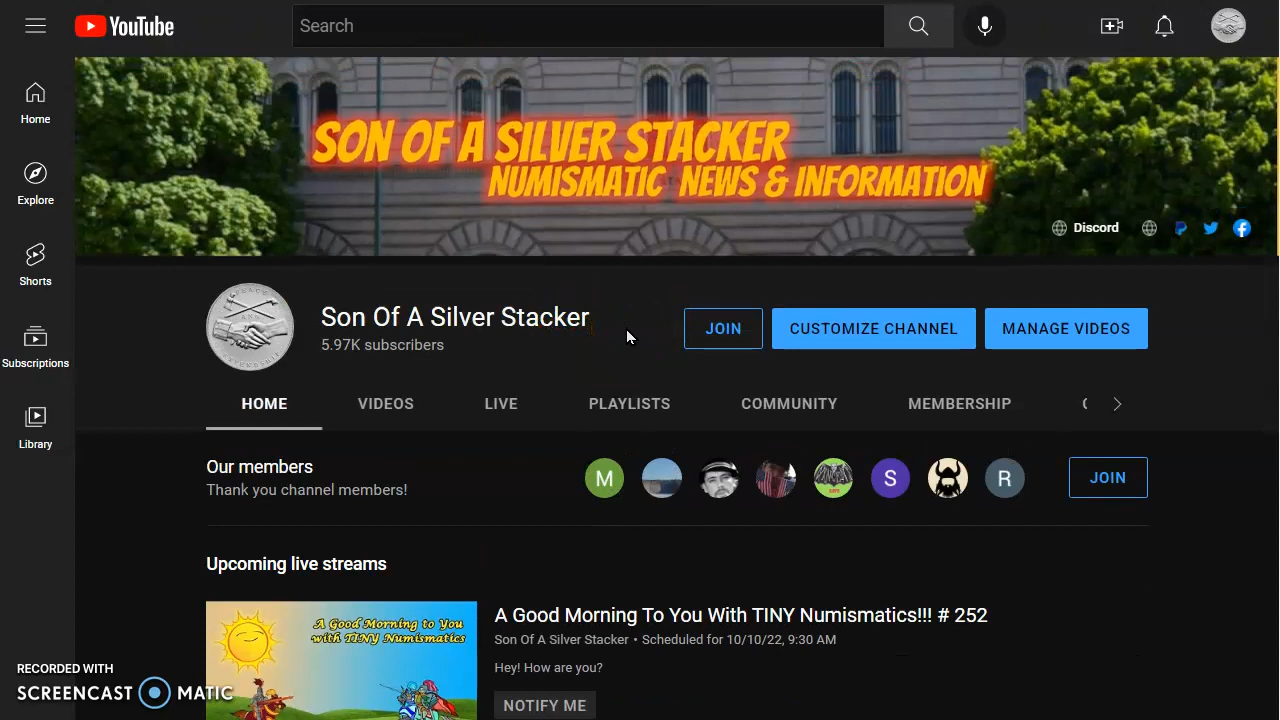 YouTube
Search
Home
Explore
Shorts
Subscriptions
Library
SON OF A SILVER STACKER
NUMISMATIC NEWS & INFORMATION
Discord
PEACE
AND
FRIENDSHIP
Son Of A Silver Stacker
5.97K subscribers
JOIN
CUSTOMIZE CHANNEL
MANAGE VIDEOS
HOME
VIDEOS
LIVE
PLAYLISTS
COMMUNITY
MEMBERSHIP
Our members
Thank you channel members!
M
S
R
JOIN
Upcoming live streams
A Good Morning to You
with TINY Numismatics
A Good Morning To You With TINY Numismatics!!! # 252
Son Of A Silver Stacker • Scheduled for 10/10/22, 9:30 AM
Hey! How are you?
NOTIFY ME
RECORDED WITH
SCREENCAST MATIC